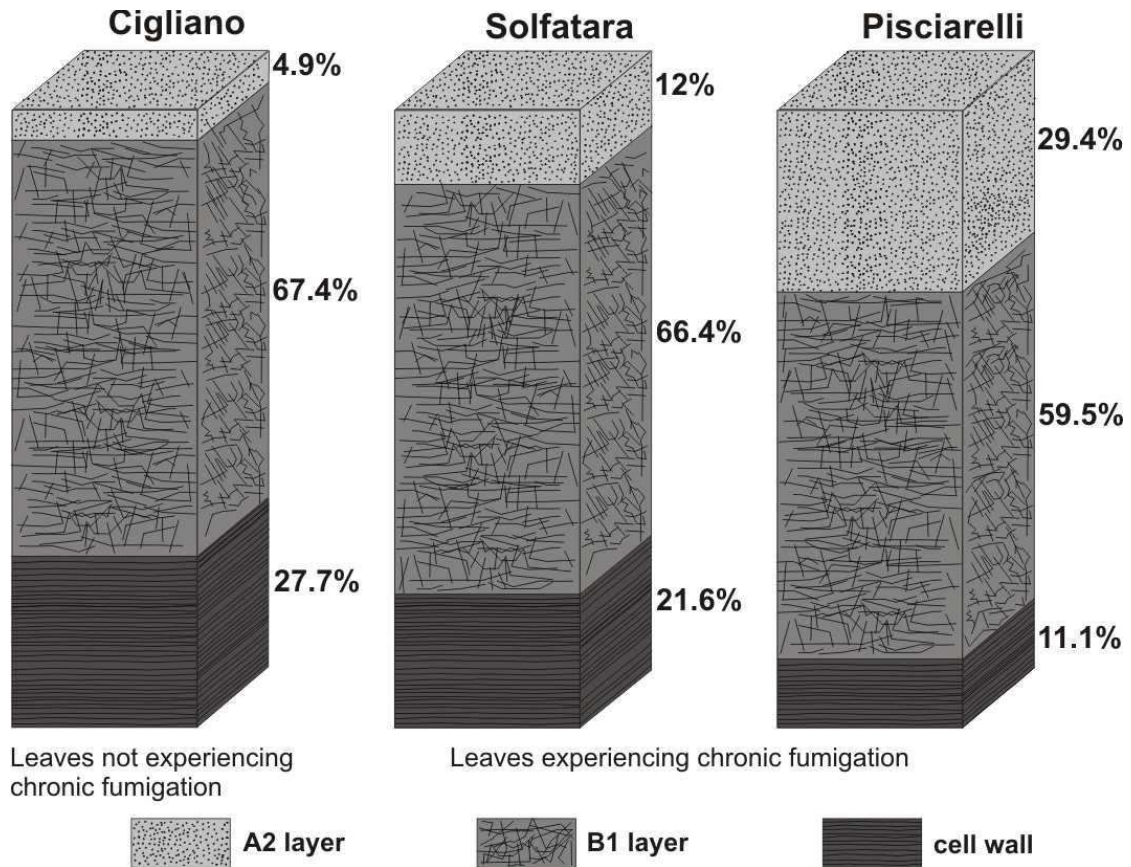 Cigliano
Solfatara
Pisciarelli
4.9%
12%
29.4%
67.4%
66.4%
59.5%
27.7%
21.6%
11.1%
Leaves not experiencing
chronic fumigation
Leaves experiencing chronic fumigation
A2 layer
B1 layer
cell wall